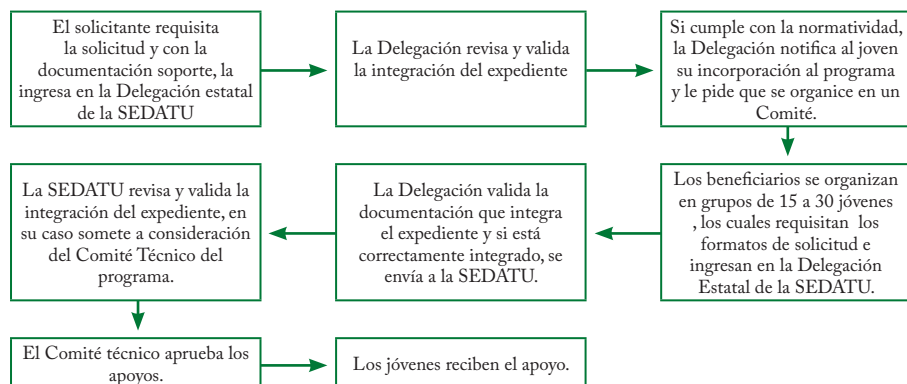 El solicitante requisita
la solicitud y con la
documentación soporte, la
ingresa en la Delegación estatal
de la SEDATU
La Delegación revisa y valida
la integración del expediente
Si cumple con la normatividad,
la Delegación notifica al joven
su incorporación al programa
y le pide que se organice en un
Comité.
Los beneficiarios se organizan
en grupos de 15 a 30 jóvenes
, los cuales requisitan los
formatos de solicitud e
ingresan en la Delegación
Estatal de la SEDATU.
La Delegación valida la
documentación que integra
el expediente y si está
correctamente integrado, se
envía a la SEDATU.
La SEDATU revisa y valida la
integración del expediente, en
su caso somete a consideración
del Comité Técnico del
programa.
El Comité técnico aprueba los
apoyos.
Los jóvenes reciben el apoyo.